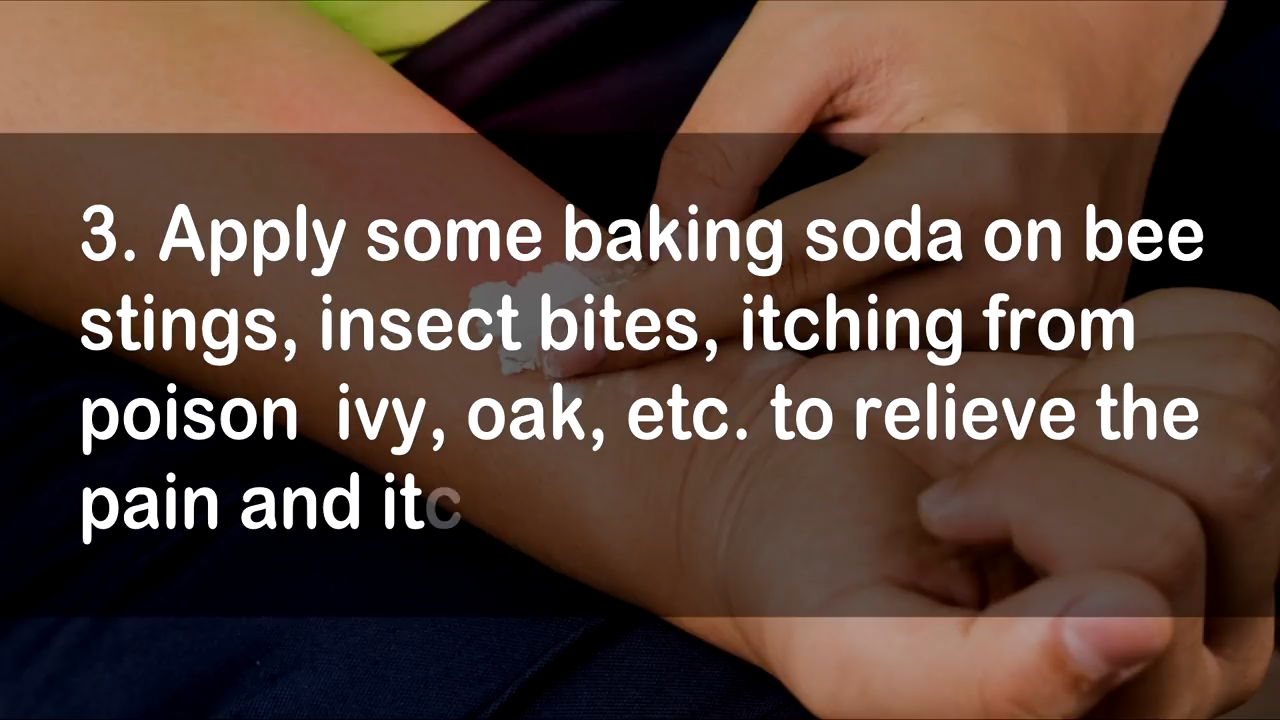 3. Apply some baking soda on bee
stings, insect bites, itching from
poison  ivy, oak, etc. to relieve the
pain and itc